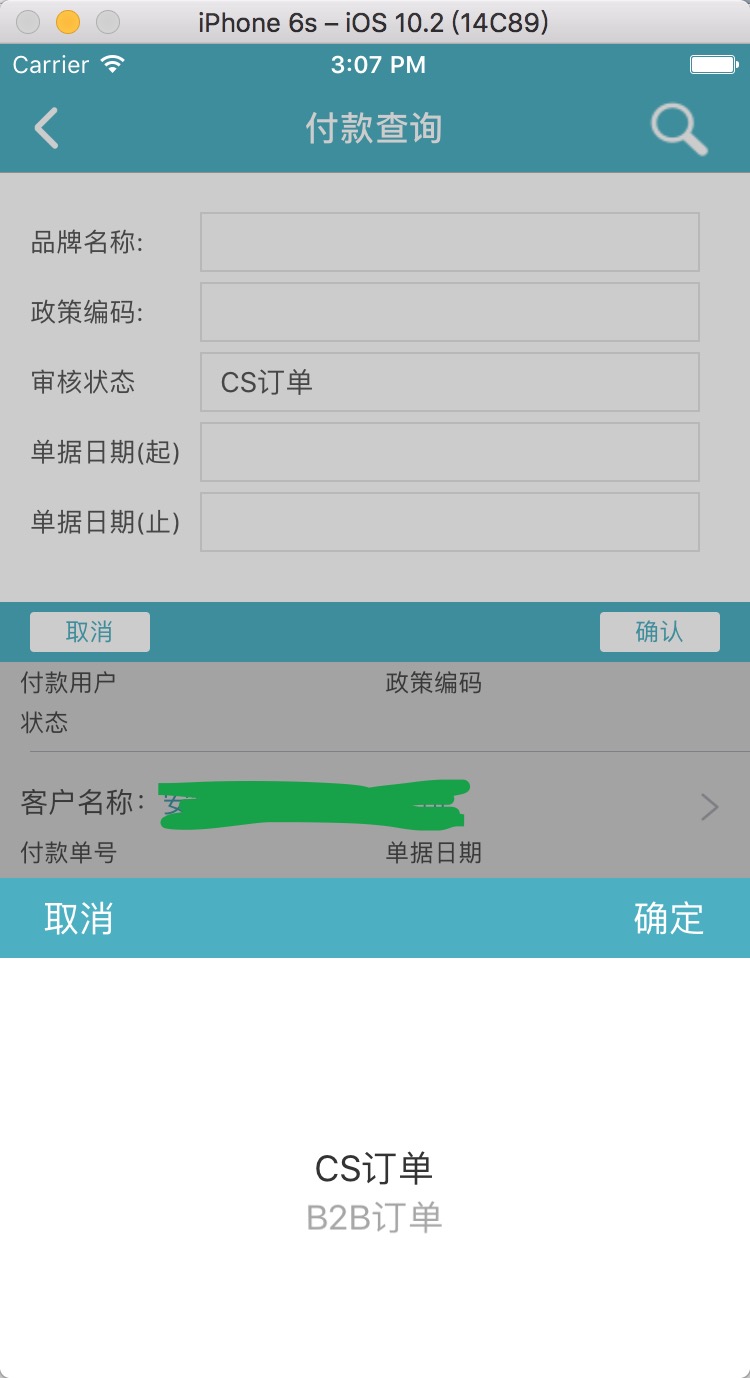 iPhone 6s – iOS 10.2 (14C89)
Carrier 3:07 PM
付款查询
品牌名称:
政策编码:
审核状态 CS订单
单据日期(起)
单据日期(止)
取消 确认
付款用户 政策编码
状态
客户名称：
付款单号 单据日期
取消 确定
CS订单
B2B订单